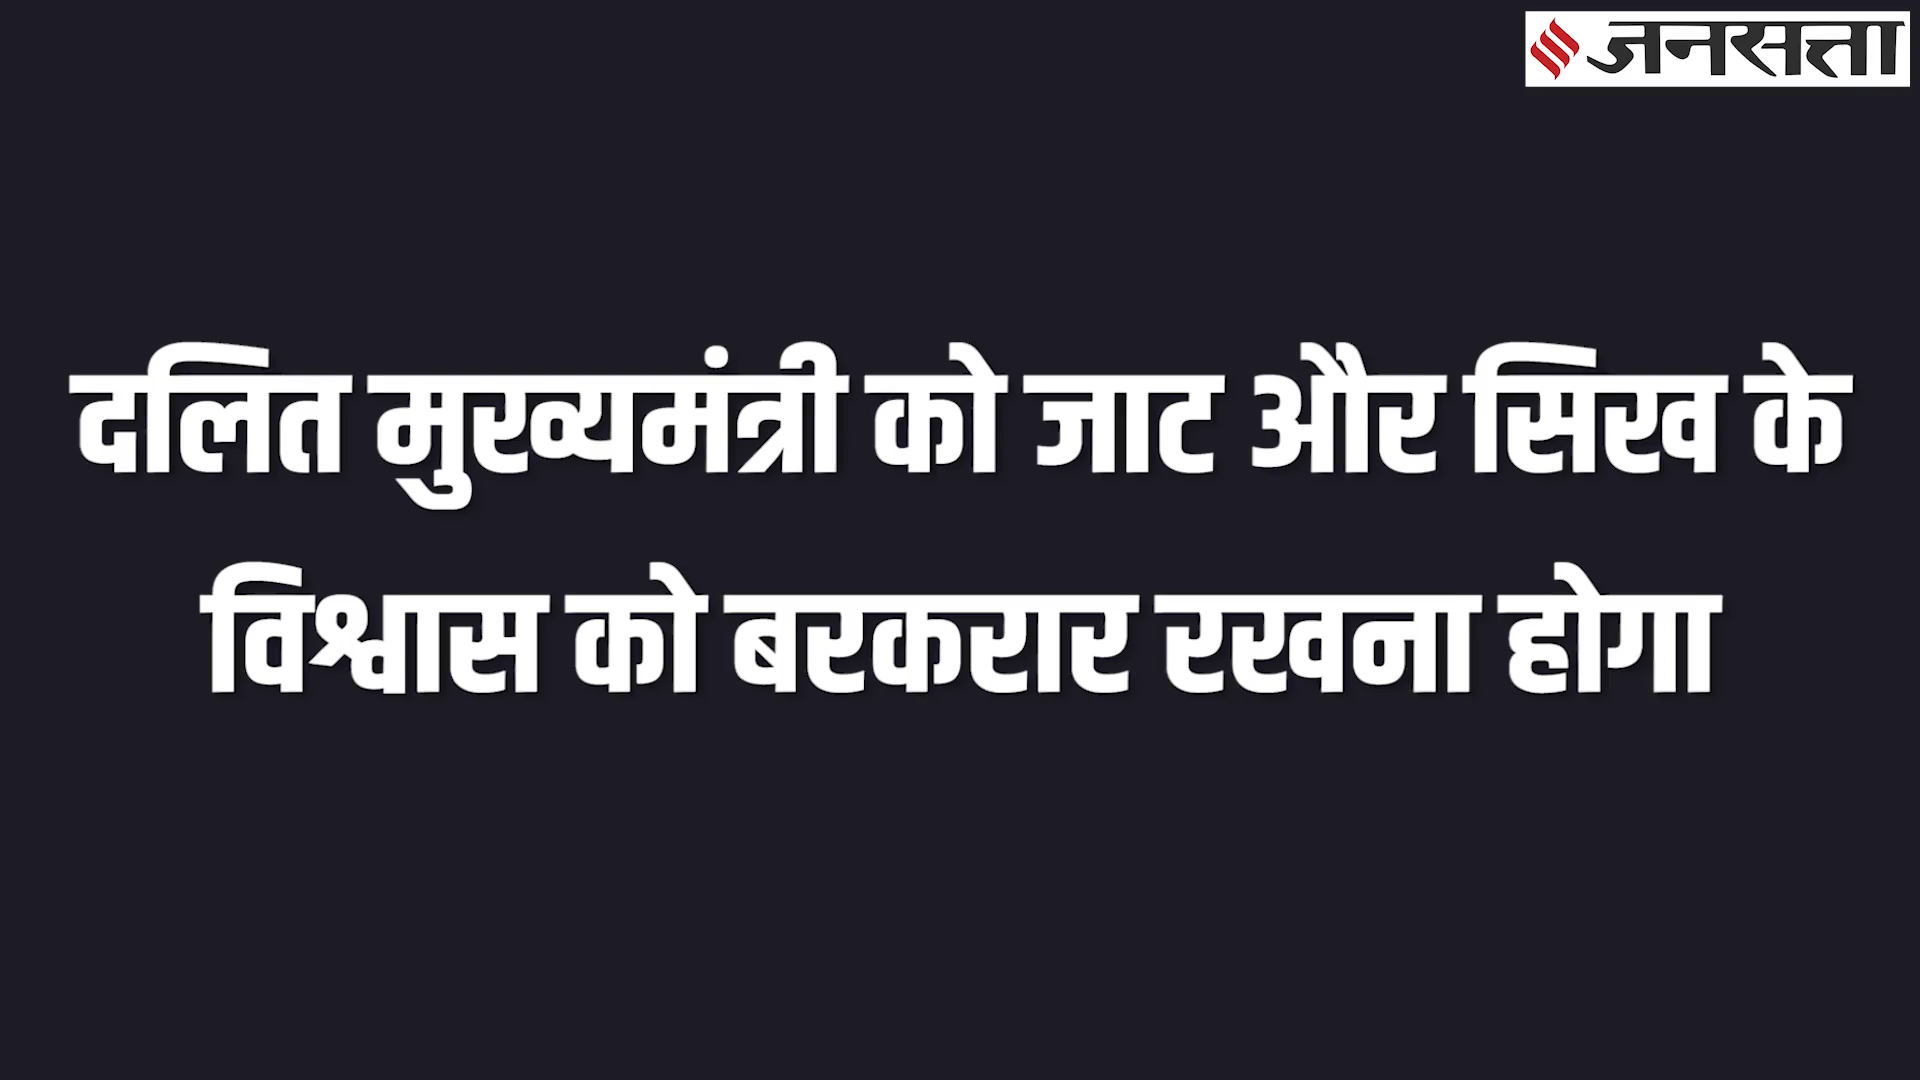 जनसत्ता
दलित मुख्यमंत्री को जाट और सिख के
विश्वास को बरकरार रखना होगा